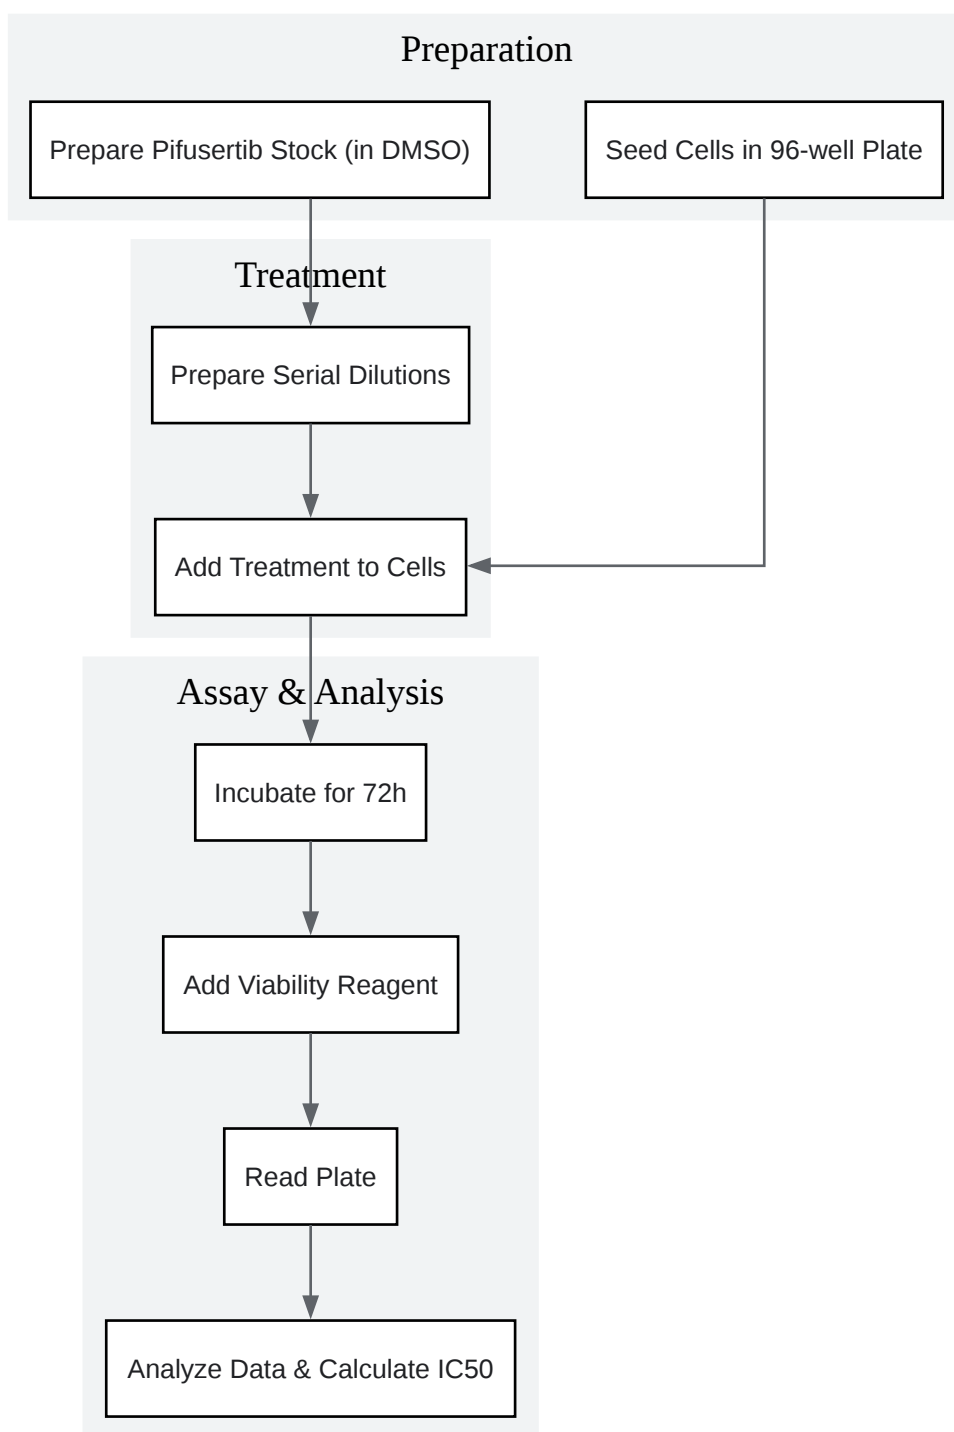 Preparation
Prepare Pifusertib Stock (in DMSO)
Seed Cells in 96-well Plate
Treatment
Prepare Serial Dilutions
Add Treatment to Cells
Assay & Analysis
Incubate for 72h
Add Viability Reagent
Read Plate
Analyze Data & Calculate IC50